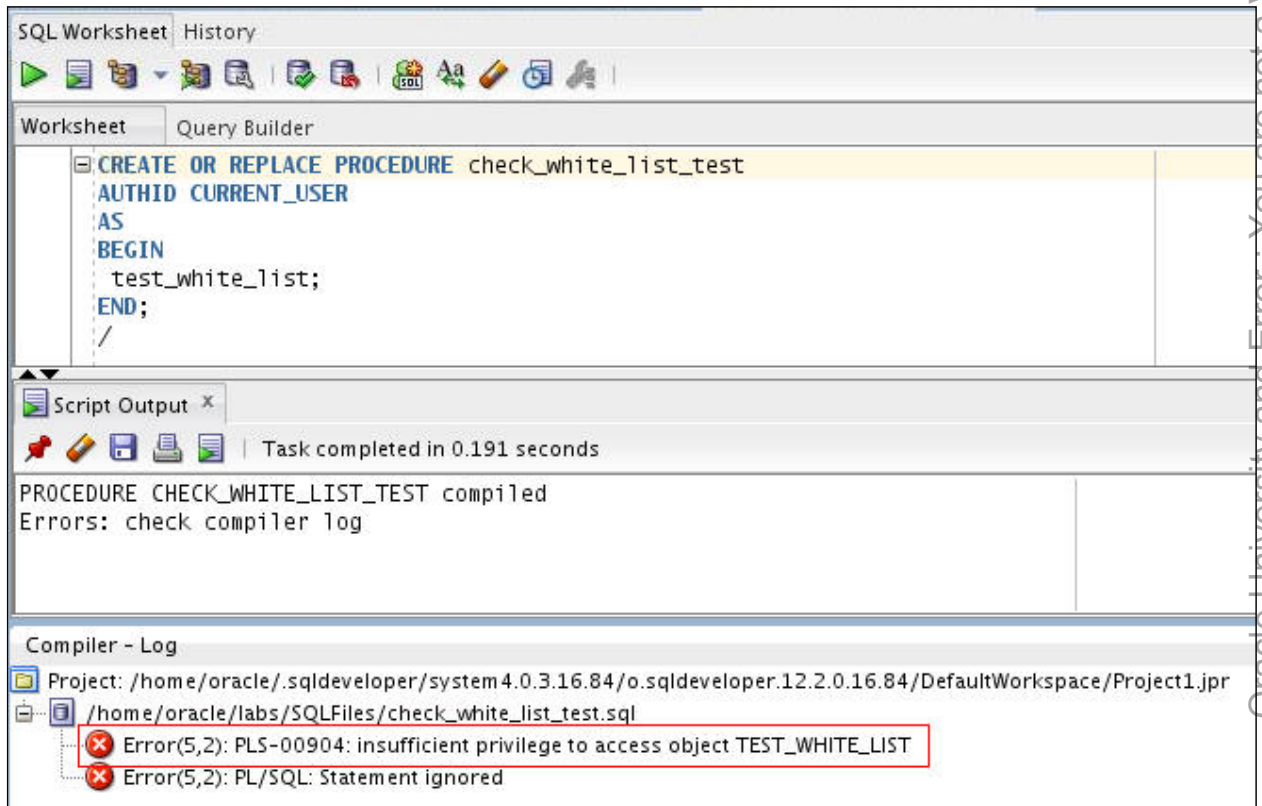 SQL Worksheet History
Worksheet Query Builder
CREATE OR REPLACE PROCEDURE check_white_list_test
AUTHID CURRENT_USER
AS
BEGIN
test_white_list;
END;
/
Script Output x
Task completed in 0.191 seconds
PROCEDURE CHECK_WHITE_LIST_TEST compiled
Errors: check compiler log
Compiler - Log
Project: /home/oracle/.sqldeveloper/system4.0.3.16.84/o.sqldeveloper.12.2.0.16.84/DefaultWorkspace/Project1.jpr
/home/oracle/labs/SQLFiles/check_white_list_test.sql
Error(5,2): PLS-00904: insufficient privilege to access object TEST_WHITE_LIST
Error(5,2): PL/SQL: Statement ignored